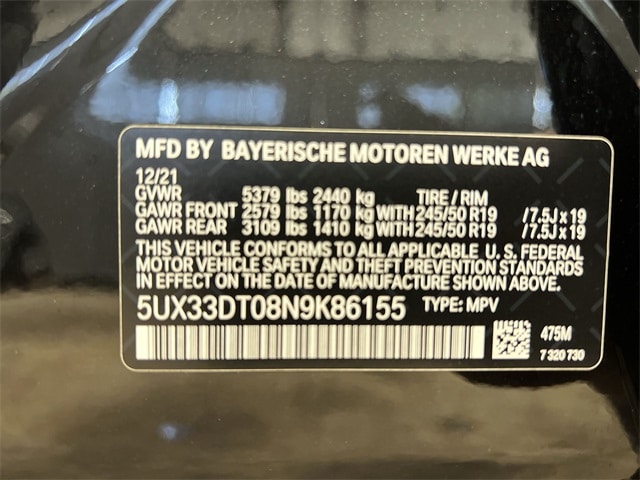 MFD BY BAYERISCHE MOTOREN WERKE AG
12/21
GVWR 5379 lbs 2440 kg TIRE / RIM
GAWR FRONT 2579 lbs 1170 kg WITH 245/50 R19 / 7.5J x 19
GAWR REAR 3109 lbs 1410 kg WITH 245/50 R19 / 7.5J x 19
THIS VEHICLE CONFORMS TO ALL APPLICABLE U. S. FEDERAL
MOTOR VEHICLE SAFETY AND THEFT PREVENTION STANDARDS
IN EFFECT ON THE DATE OF MANUFACTURE SHOWN ABOVE.
5UX33DT08N9K86155 TYPE: MPV
475M
7 320 730